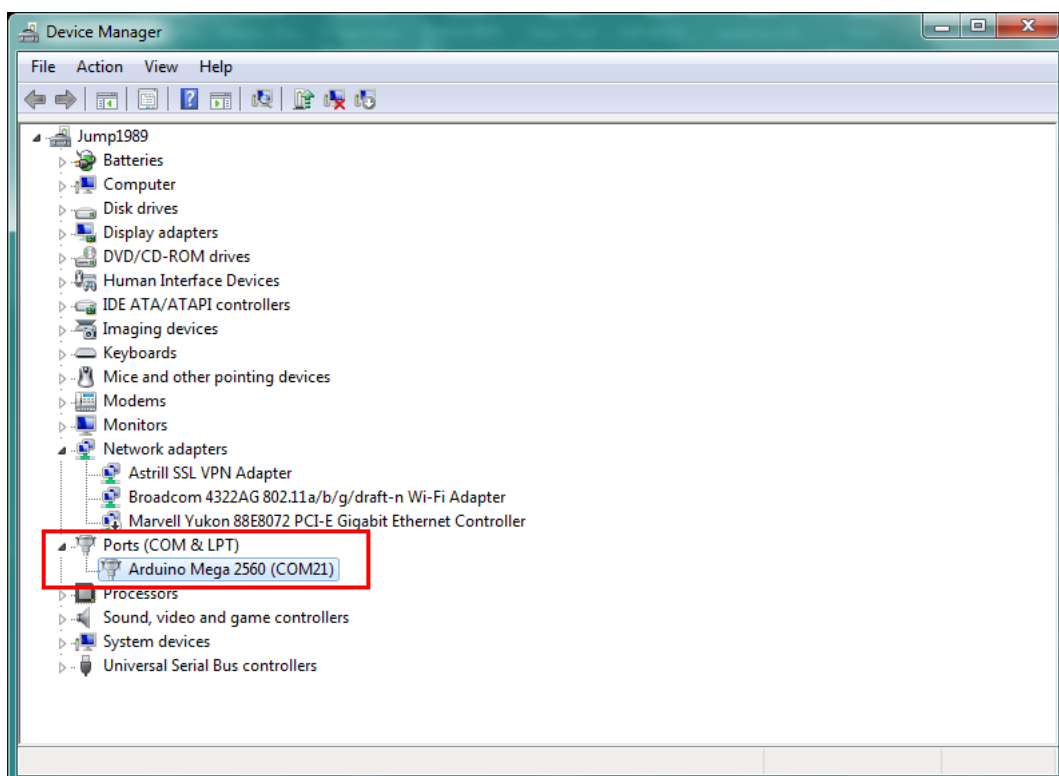 Device Manager
File Action View Help
Jump1989
Batteries
Computer
Disk drives
Display adapters
DVD/CD-ROM drives
Human Interface Devices
IDE ATA/ATAPI controllers
Imaging devices
Keyboards
Mice and other pointing devices
Modems
Monitors
Network adapters
Astrill SSL VPN Adapter
Broadcom 4322AG 802.11a/b/g/draft-n Wi-Fi Adapter
Marvell Yukon 88E8072 PCI-E Gigabit Ethernet Controller
Ports (COM & LPT)
Arduino Mega 2560 (COM21)
Processors
Sound, video and game controllers
System devices
Universal Serial Bus controllers